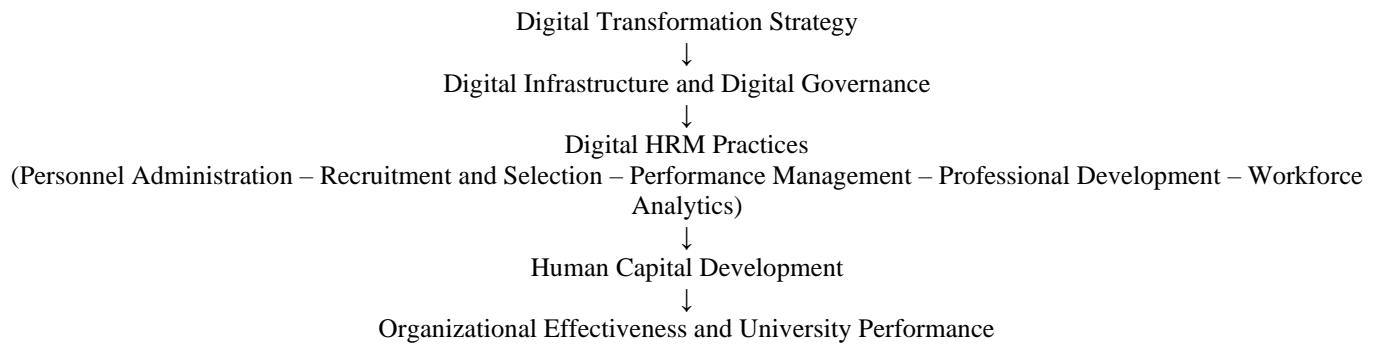 Digital Transformation Strategy
↓
Digital Infrastructure and Digital Governance
↓
Digital HRM Practices
(Personnel Administration – Recruitment and Selection – Performance Management – Professional Development – Workforce
Analytics)
↓
Human Capital Development
↓
Organizational Effectiveness and University Performance